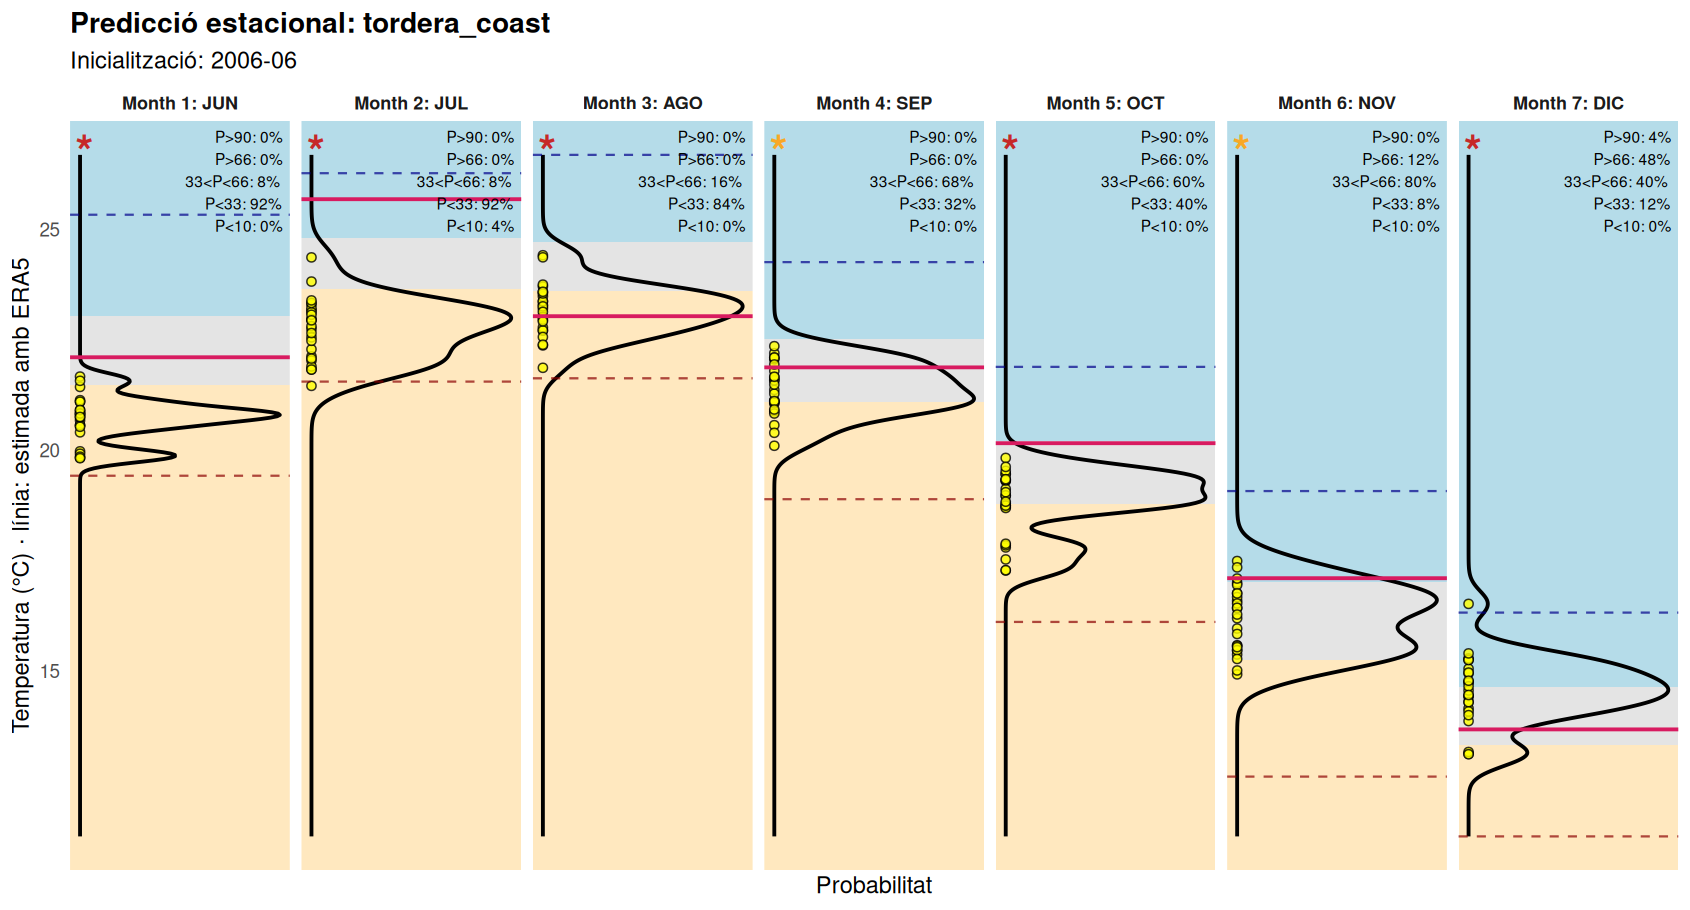 Predicció estacional: tordera_coast
Inicialització: 2006-06
Month 1: JUN
Month 2: JUL
Month 3: AGO
Month 4: SEP
Month 5: OCT
Month 6: NOV
Month 7: DIC
*
P>90: 0%
P>66: 0%
33<P<66: 8%
P<33: 92%
P<10: 0%
*
P>90: 0%
P>66: 0%
33<P<66: 8%
P<33: 92%
P<10: 4%
*
P>90: 0%
P>66: 0%
33<P<66: 16%
P<33: 84%
P<10: 0%
*
P>90: 0%
P>66: 0%
33<P<66: 68%
P<33: 32%
P<10: 0%
*
P>90: 0%
P>66: 0%
33<P<66: 60%
P<33: 40%
P<10: 0%
*
P>90: 0%
P>66: 12%
33<P<66: 80%
P<33: 8%
P<10: 0%
*
P>90: 4%
P>66: 48%
33<P<66: 40%
P<33: 12%
P<10: 0%
25
20
15
Temperatura (°C) · línia: estimada amb ERA5
Probabilitat